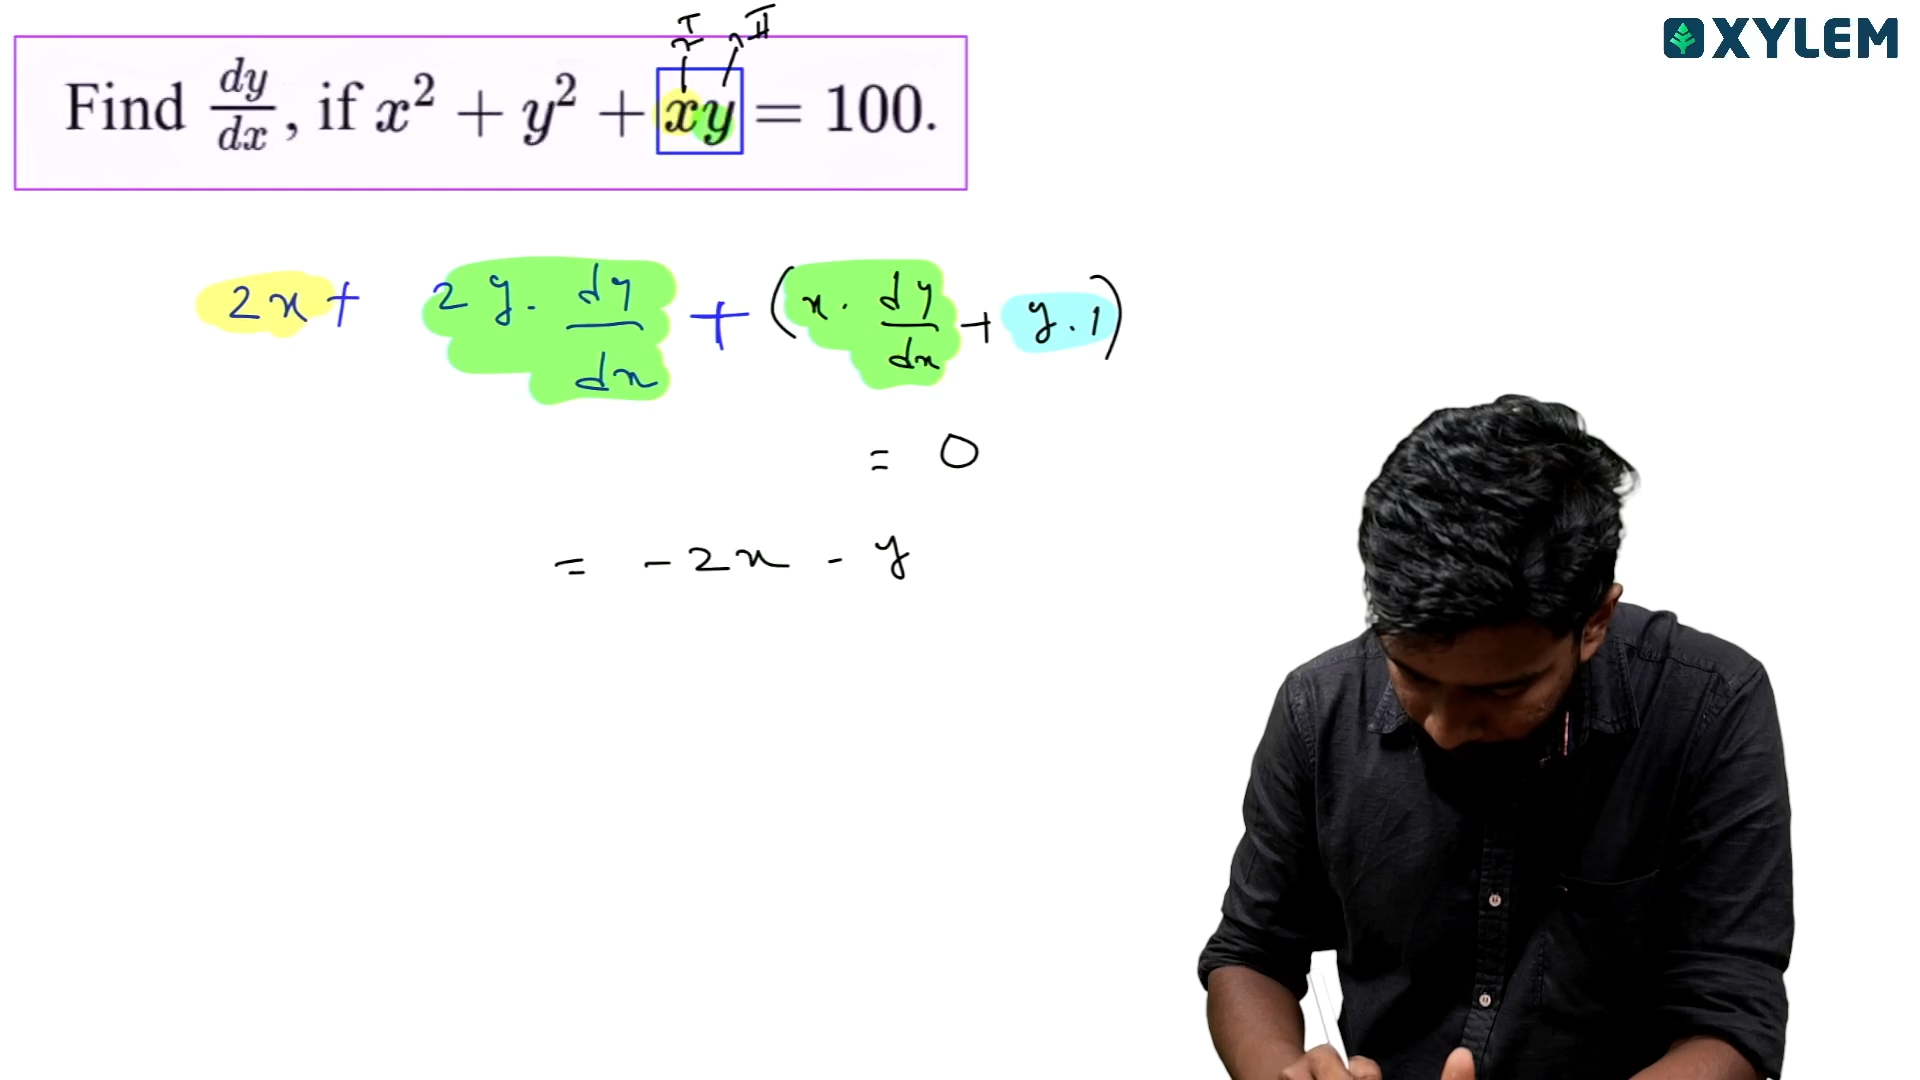 XYLEM
I II
Find dy/dx, if x² + y² + xy = 100.
2x + 2y · dy/dx + (x · dy/dx + y · 1)
= 0
= -2x - y